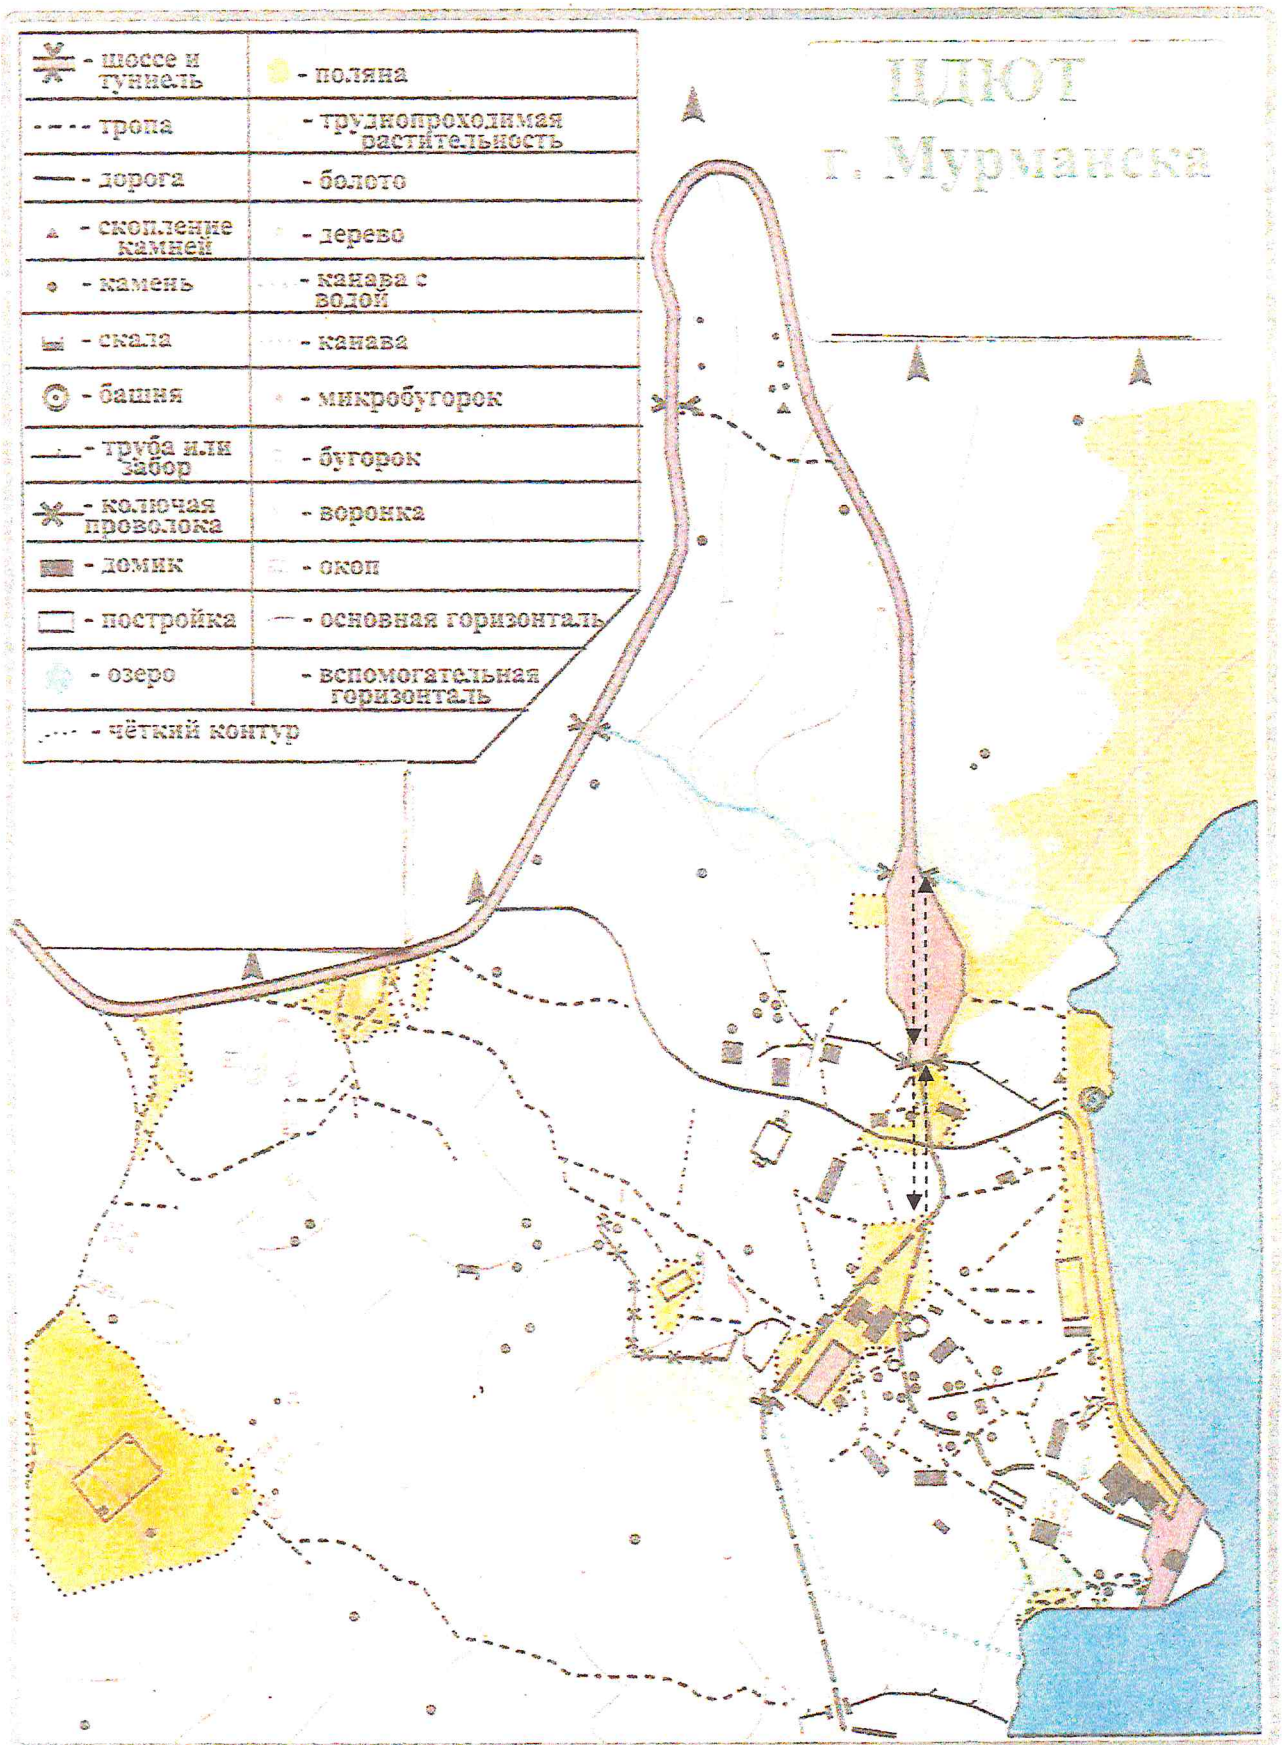 ЦДЮТ
г. Мурманска
- шоссе и
туннель
- тропа
- дорога
- скопление
камней
- камень
- скала
- башня
- труба или
забор
- колючая
проволока
- домик
- постройка
- озеро
- чёткий контур
- поляна
- труднопроходимая
растительность
- болото
- дерево
- канава с
водой
- канава
- микробугорок
- бугорок
- воронка
- окоп
- основная горизонталь
- вспомогательная
горизонталь